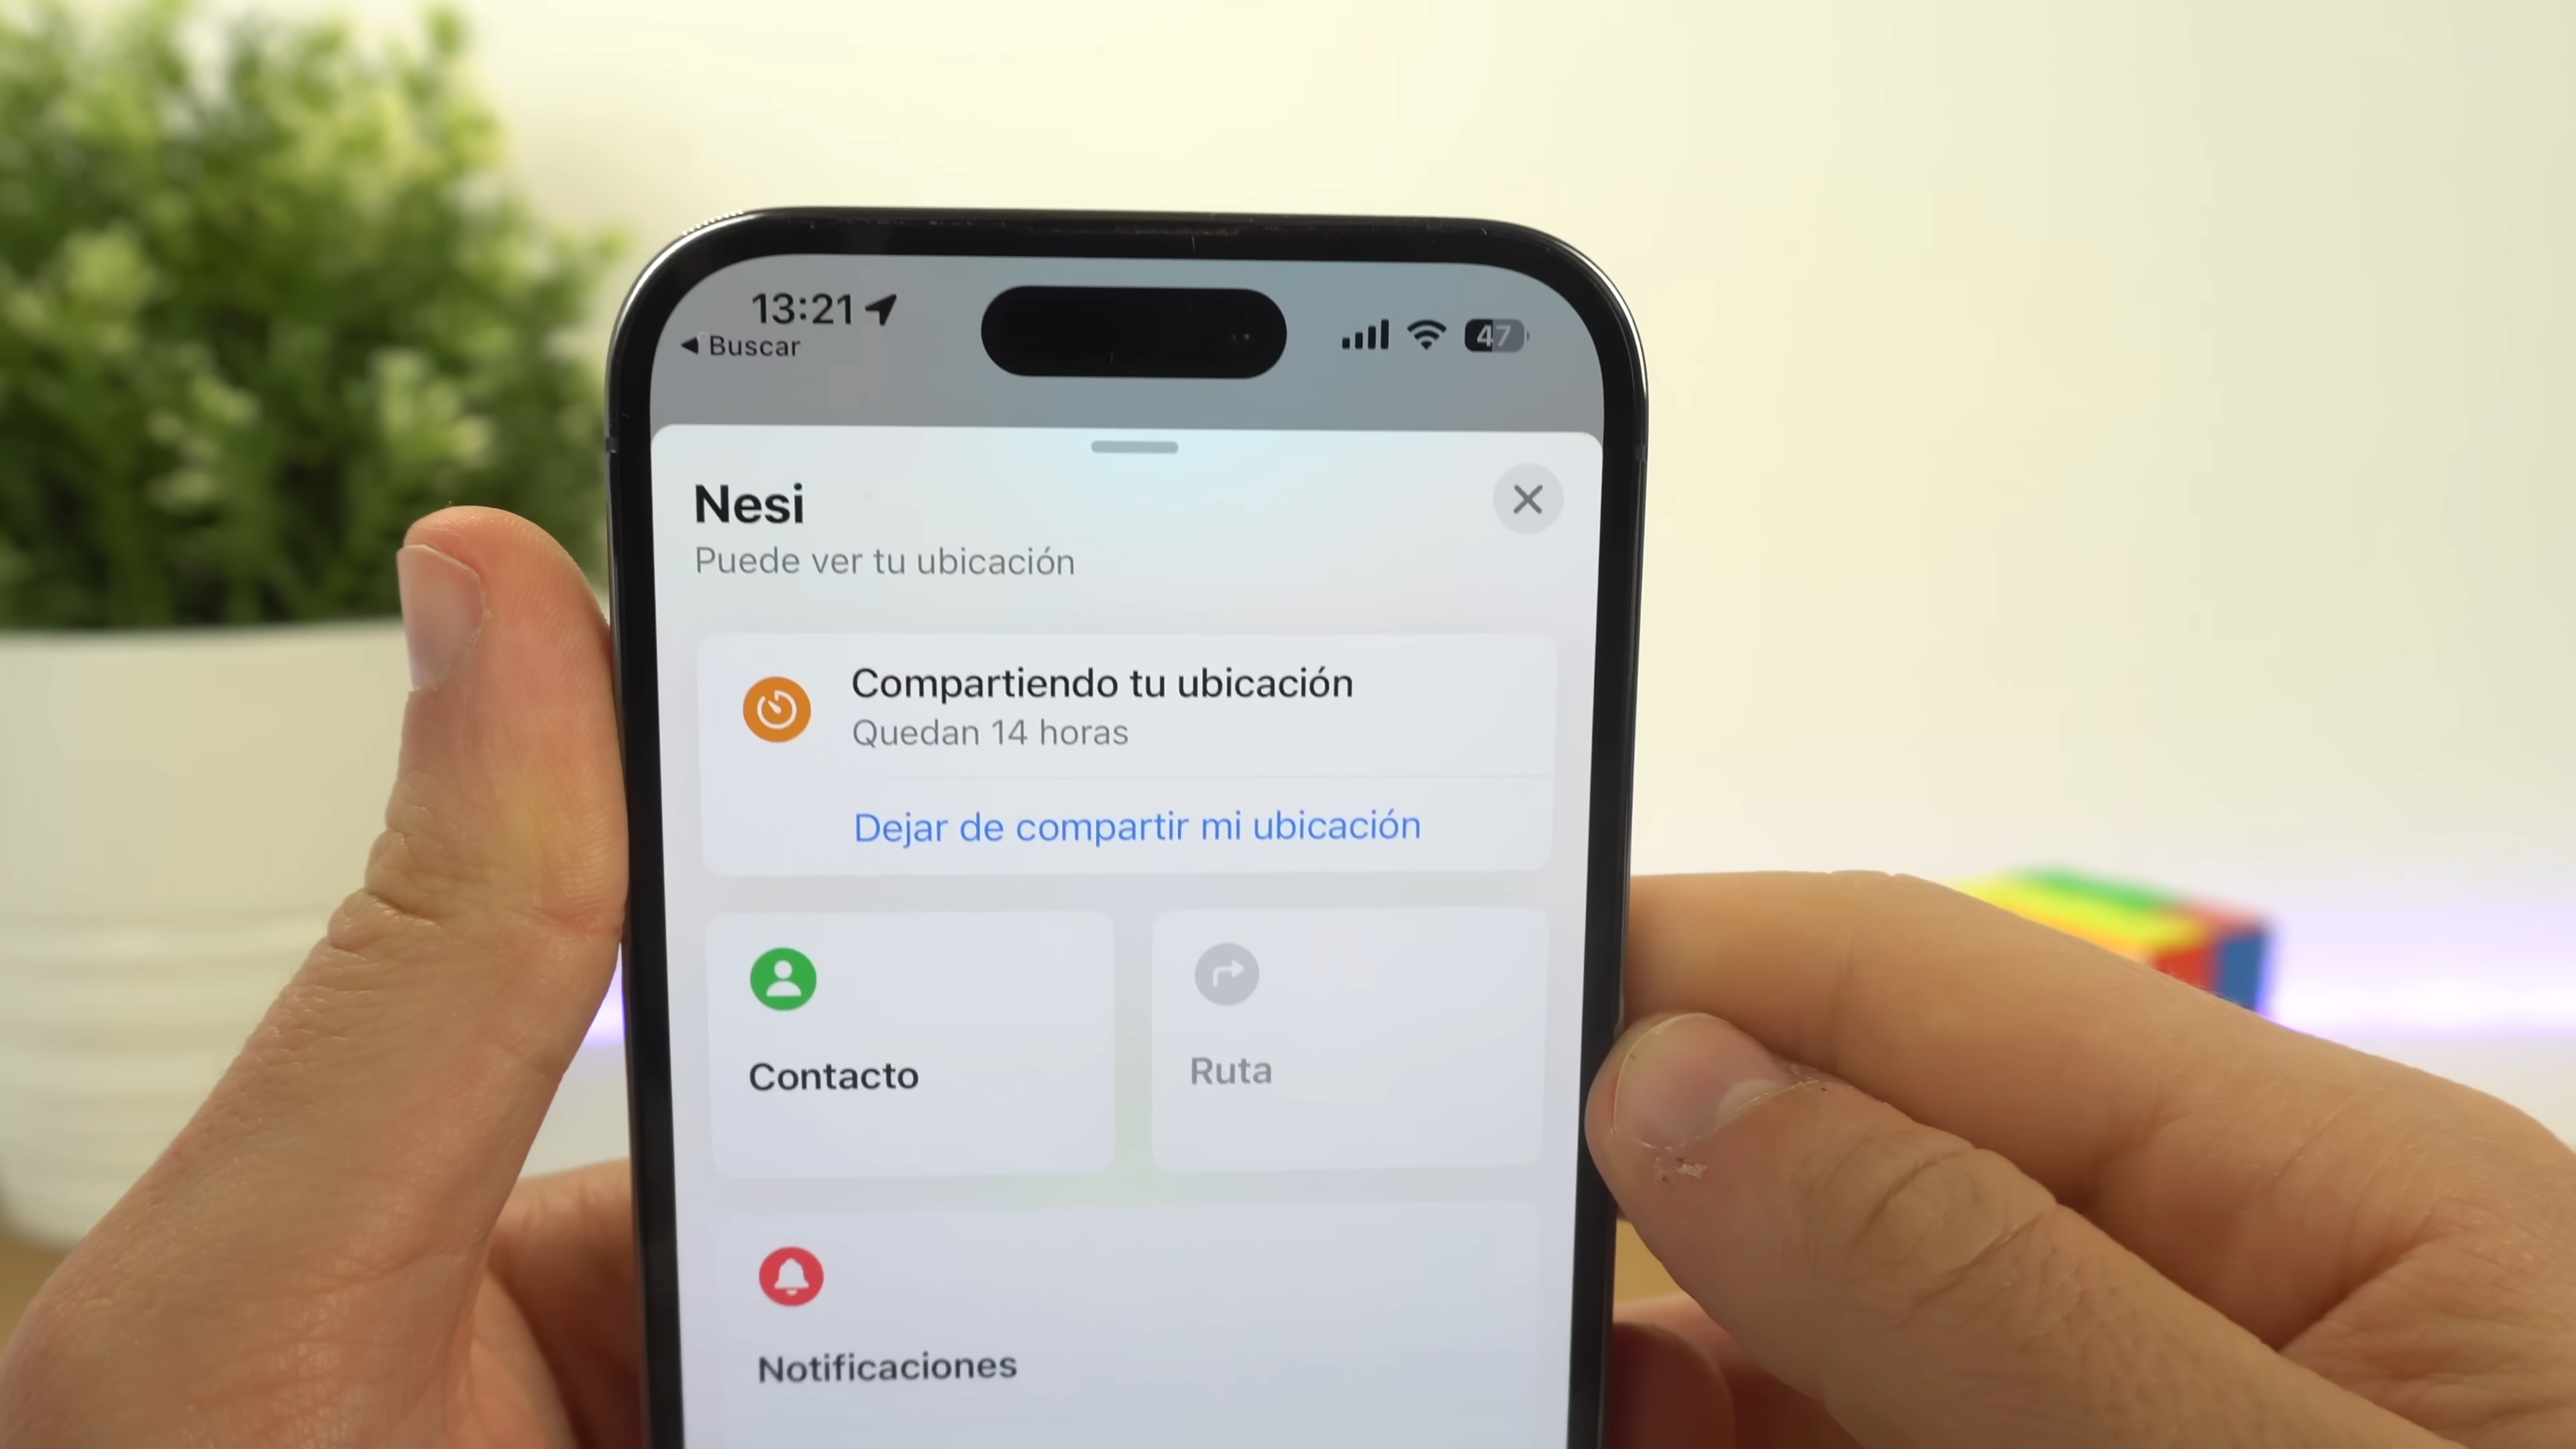 13:21
◀ Buscar
47
Nesi
Puede ver tu ubicación
Compartiendo tu ubicación
Quedan 14 horas
Dejar de compartir mi ubicación
Contacto
Ruta
Notificaciones